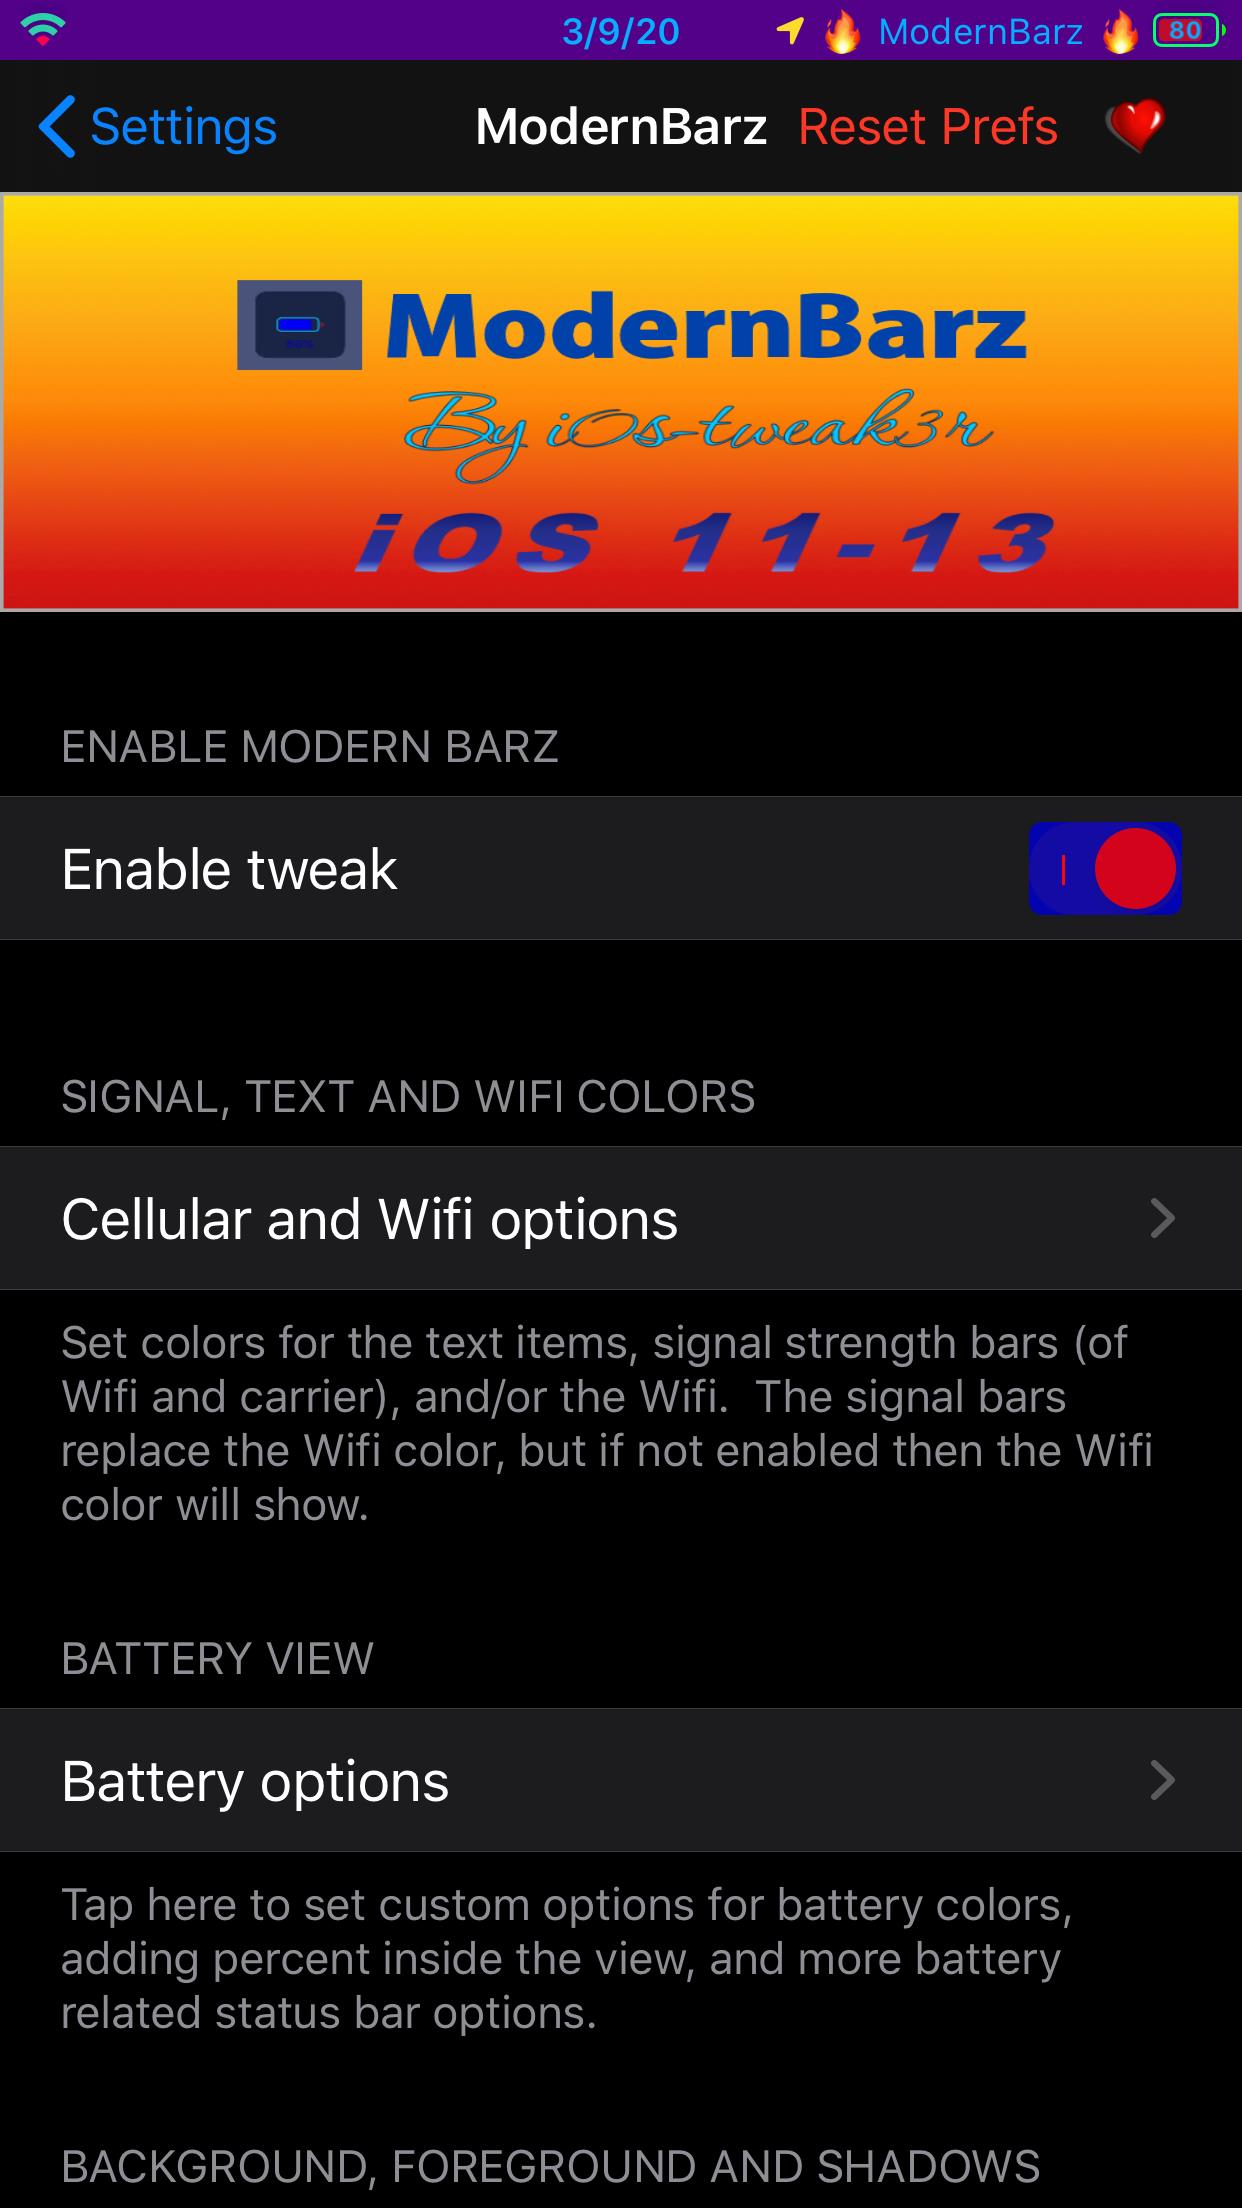 3/9/20 🔥 ModernBarz 🔥 80
Settings ModernBarz Reset Prefs
ModernBarz
By iOs-tweak3r
iOS 11-13
ENABLE MODERN BARZ
Enable tweak
SIGNAL, TEXT AND WIFI COLORS
Cellular and Wifi options
Set colors for the text items, signal strength bars (of
Wifi and carrier), and/or the Wifi.  The signal bars
replace the Wifi color, but if not enabled then the Wifi
color will show.
BATTERY VIEW
Battery options
Tap here to set custom options for battery colors,
adding percent inside the view, and more battery
related status bar options.
BACKGROUND, FOREGROUND AND SHADOWS